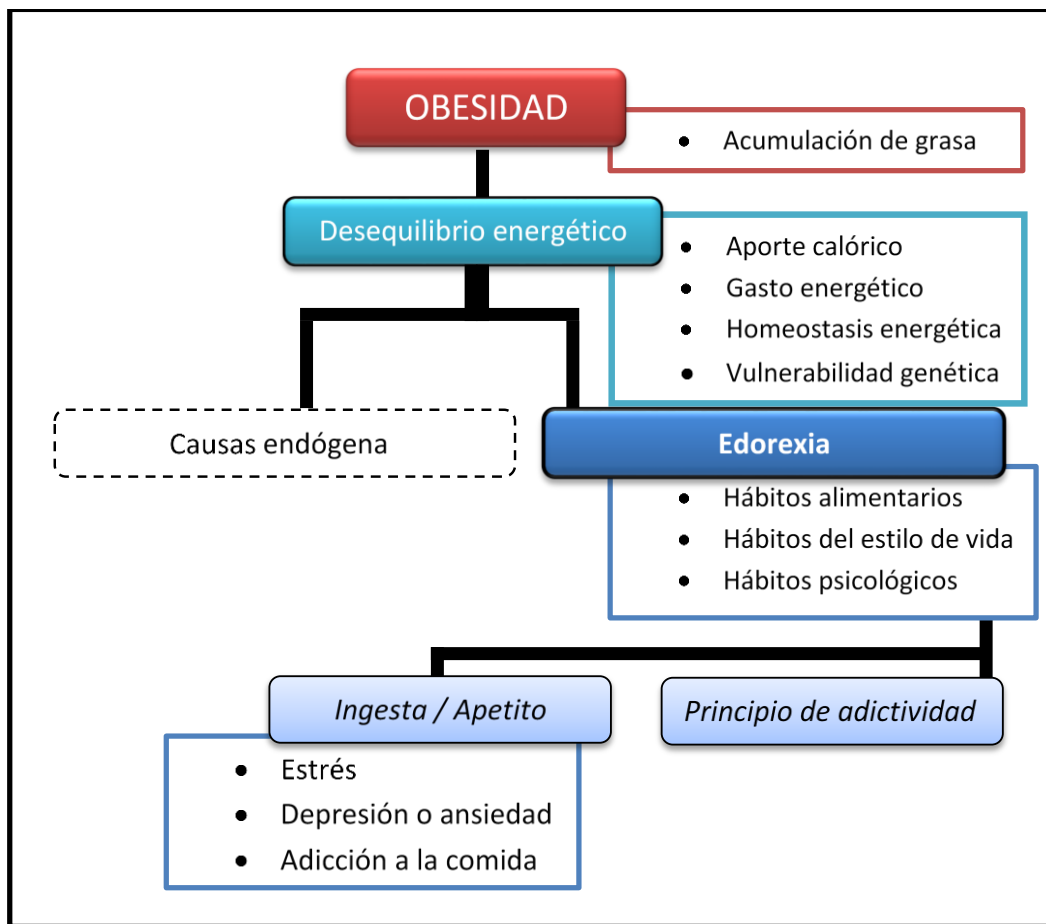 OBESIDAD
• Acumulación de grasa
Desequilibrio energético
• Aporte calórico
• Gasto energético
• Homeostasis energética
• Vulnerabilidad genética
Causas endógena
Edorexia
• Hábitos alimentarios
• Hábitos del estilo de vida
• Hábitos psicológicos
Ingesta / Apetito
Principio de adictividad
• Estrés
• Depresión o ansiedad
• Adicción a la comida